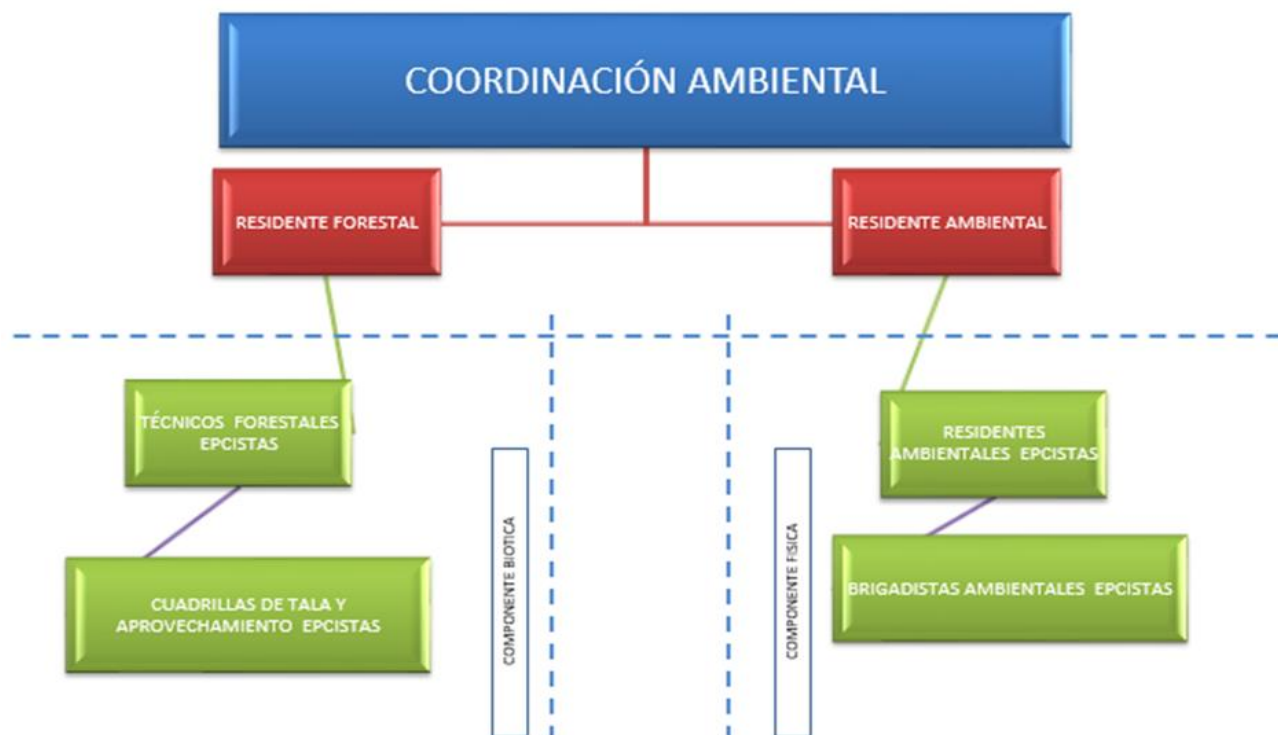 COORDINACIÓN AMBIENTAL
RESIDENTE FORESTAL
RESIDENTE AMBIENTAL
TÉCNICOS FORESTALES
EPCISTAS
RESIDENTES
AMBIENTALES EPCISTAS
CUADRILLAS DE TALA Y
APROVECHAMIENTO EPCISTAS
COMPONENTE BIOTICA
COMPONENTE FISICA
BRIGADISTAS AMBIENTALES EPCISTAS